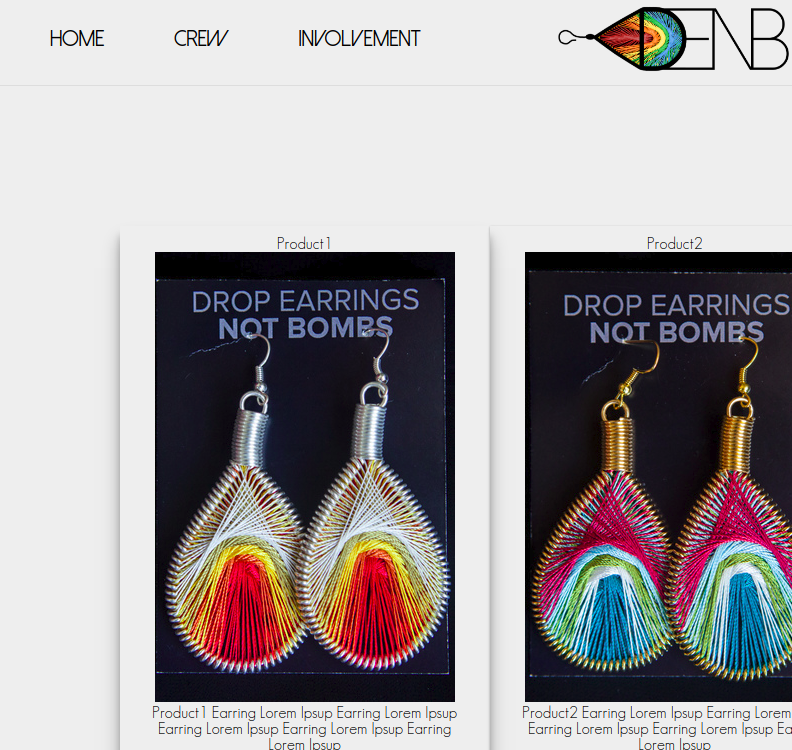 HOME CREW INVOLVEMENT DENB
Product1
DROP EARRINGS
NOT BOMBS
Product1 Earring Lorem Ipsup Earring Lorem Ipsup
Earring Lorem Ipsup Earring Lorem Ipsup Earring
Lorem Ipsup
Product2
DROP EARRINGS
NOT BOMBS
Product2 Earring Lorem Ipsup Earring Lorem
Earring Lorem Ipsup Earring Lorem Ipsup Ea
Lorem Ipsup